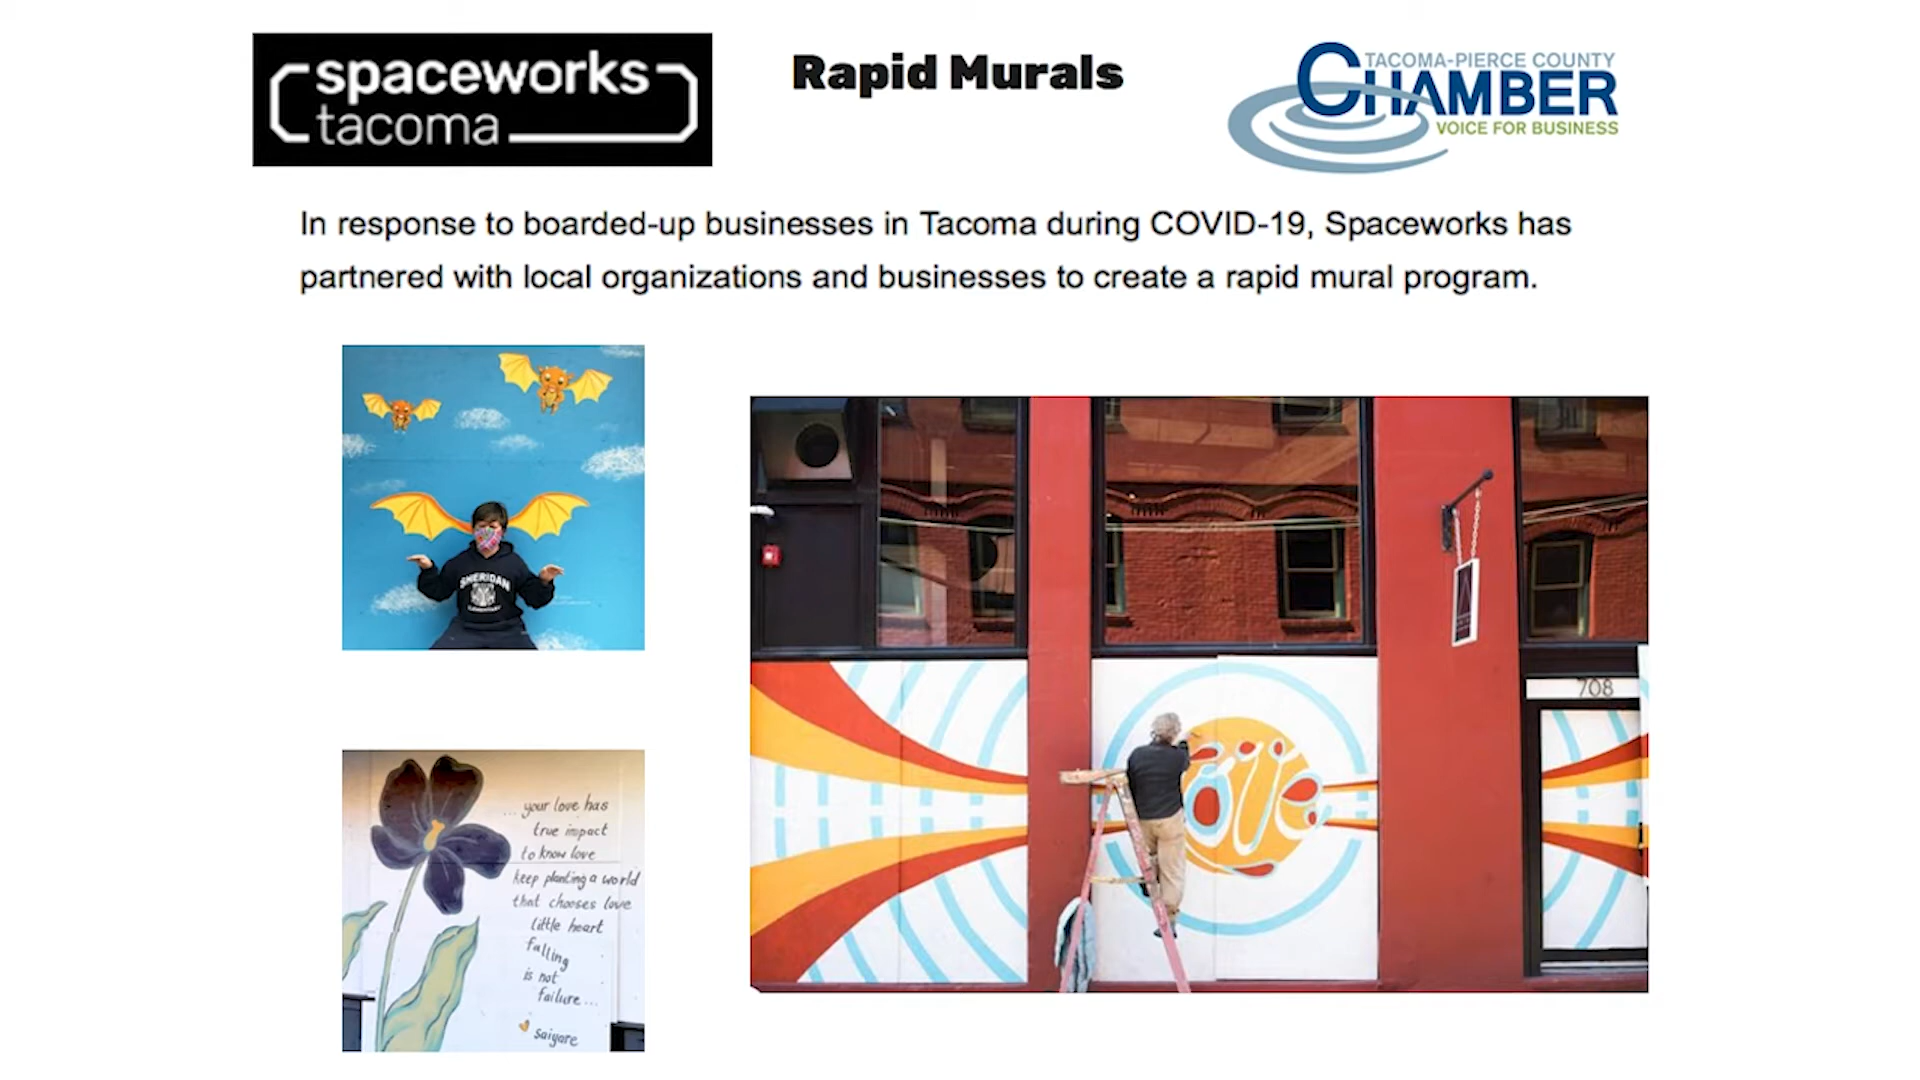 spaceworks
tacoma
Rapid Murals
TACOMA-PIERCE COUNTY
CHAMBER
VOICE FOR BUSINESS
In response to boarded-up businesses in Tacoma during COVID-19, Spaceworks has
partnered with local organizations and businesses to create a rapid mural program.
SHERIDAN
ELEMENTARY
love
708
...your love has
true impact
to know love
keep planting a world
that chooses love
little heart
falling
is not
failure...
saiyare